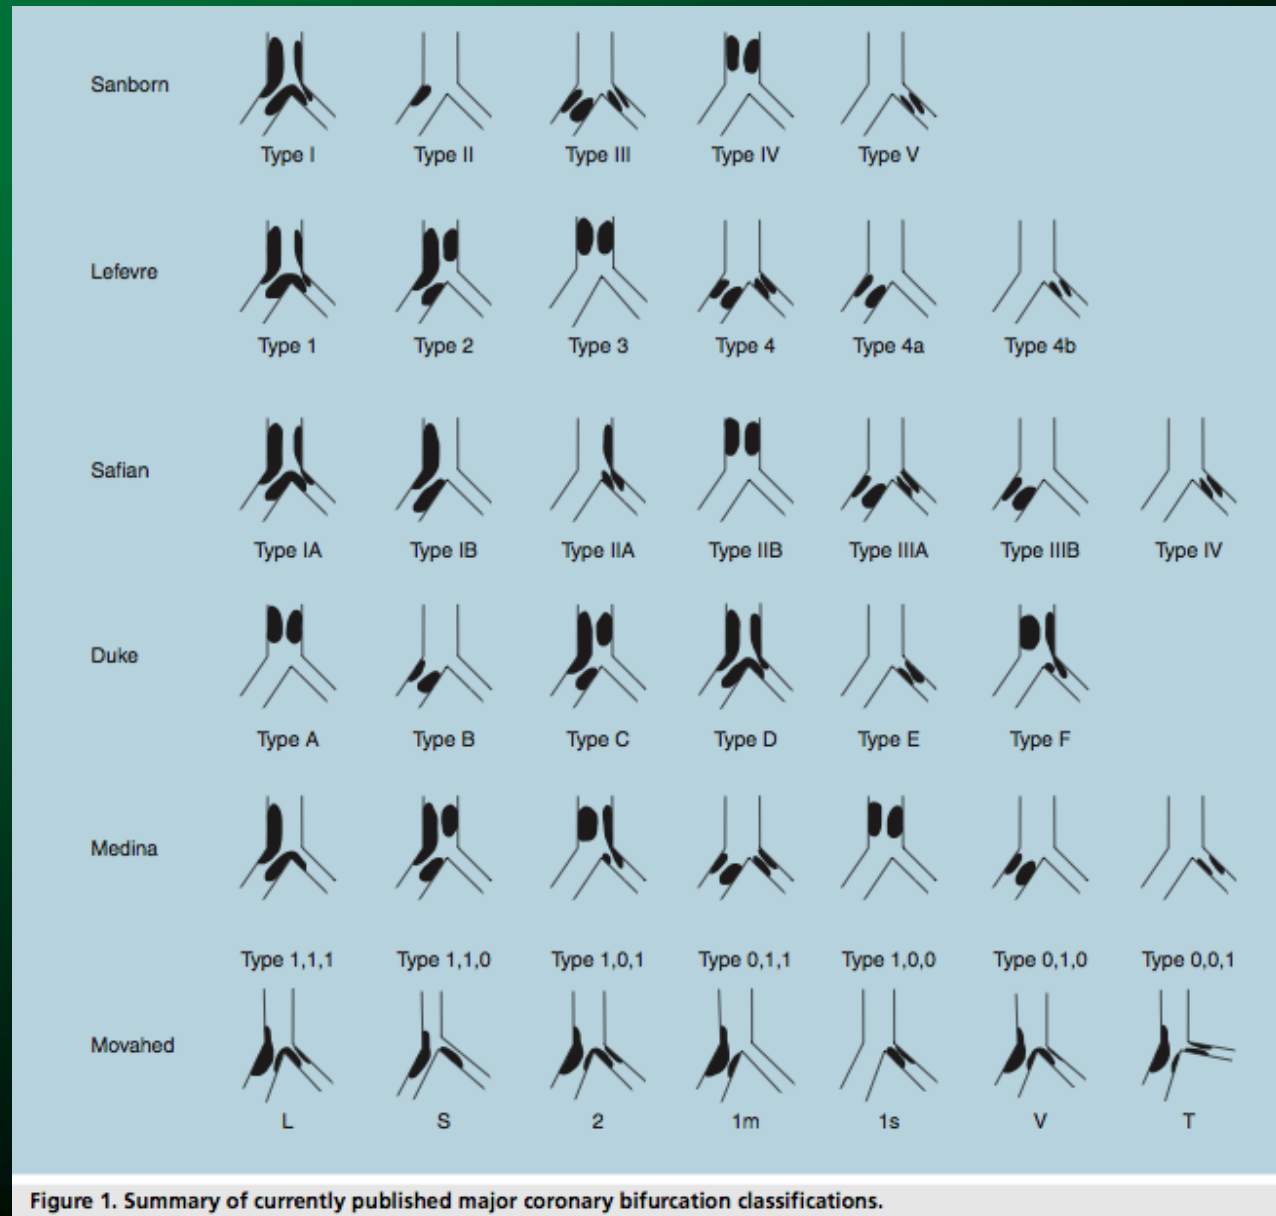 Sanborn
Type I Type II Type III Type IV Type V
Lefevre
Type 1 Type 2 Type 3 Type 4 Type 4a Type 4b
Safian
Type IA Type IB Type IIA Type IIB Type IIIA Type IIIB Type IV
Duke
Type A Type B Type C Type D Type E Type F
Medina
Type 1,1,1 Type 1,1,0 Type 1,0,1 Type 0,1,1 Type 1,0,0 Type 0,1,0 Type 0,0,1
Movahed
L S 2 1m 1s V T
Figure 1. Summary of currently published major coronary bifurcation classifications.